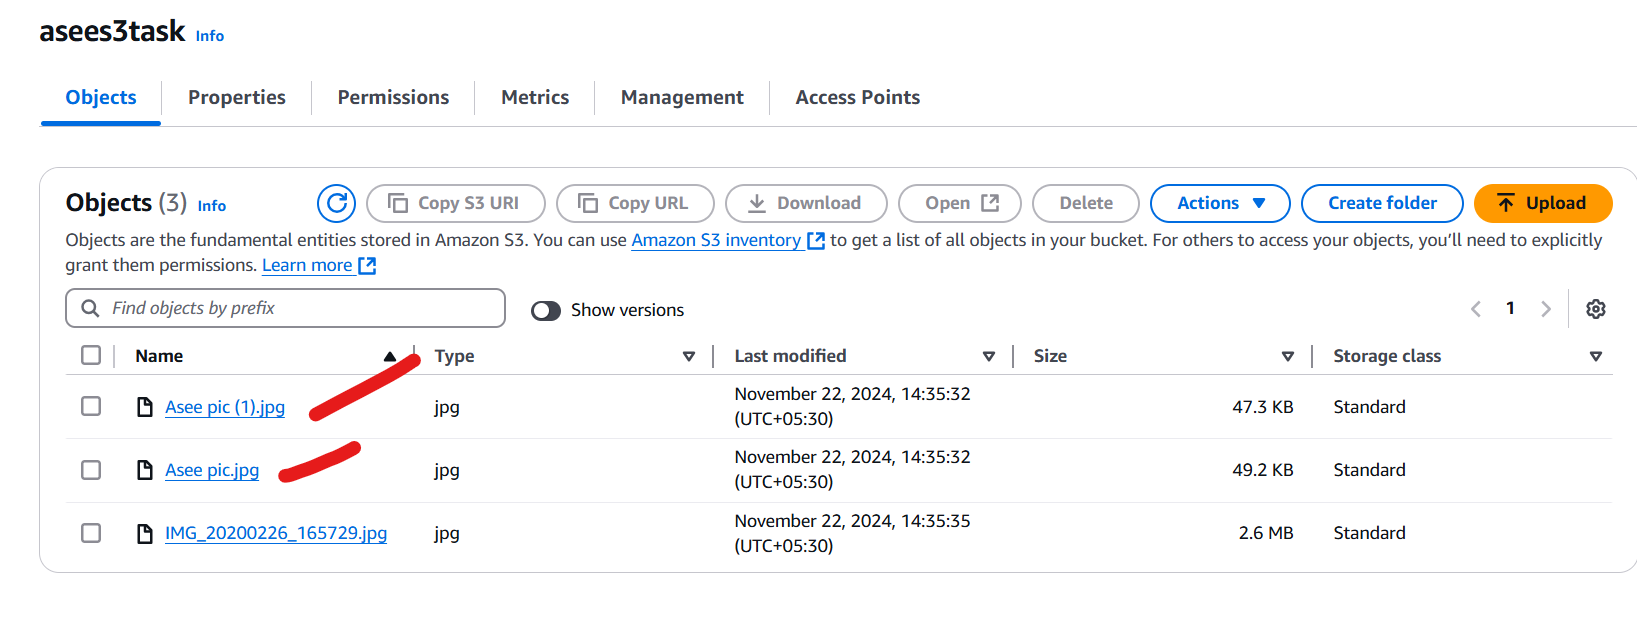 asees3task Info
Objects Properties Permissions Metrics Management Access Points
Objects (3) Info Copy S3 URI Copy URL Download Open Delete Actions Create folder Upload
Objects are the fundamental entities stored in Amazon S3. You can use Amazon S3 inventory to get a list of all objects in your bucket. For others to access your objects, you’ll need to explicitly
grant them permissions. Learn more
Find objects by prefix Show versions 1
Name Type Last modified Size Storage class
Asee pic (1).jpg jpg November 22, 2024, 14:35:32 (UTC+05:30) 47.3 KB Standard
Asee pic.jpg jpg November 22, 2024, 14:35:32 (UTC+05:30) 49.2 KB Standard
IMG_20200226_165729.jpg jpg November 22, 2024, 14:35:35 (UTC+05:30) 2.6 MB Standard